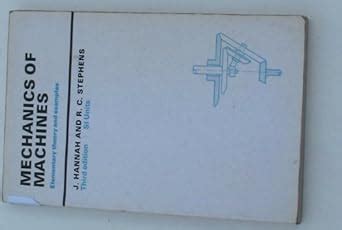 MECHANICS OF
MACHINES
Elementary theory and examples
J. HANNAH AND R. C. STEPHENS
Third edition SI Units